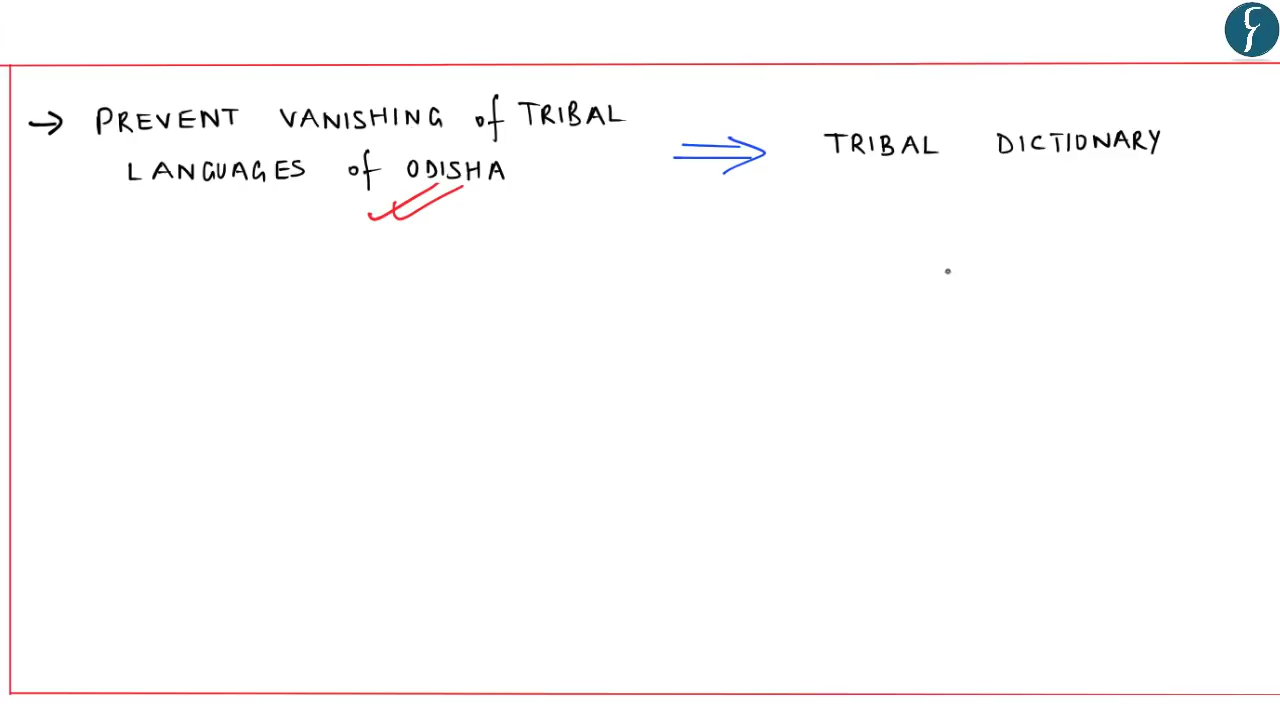 → PREVENT VANISHING of TRIBAL
LANGUAGES of ODISHA
⇒ TRIBAL DICTIONARY